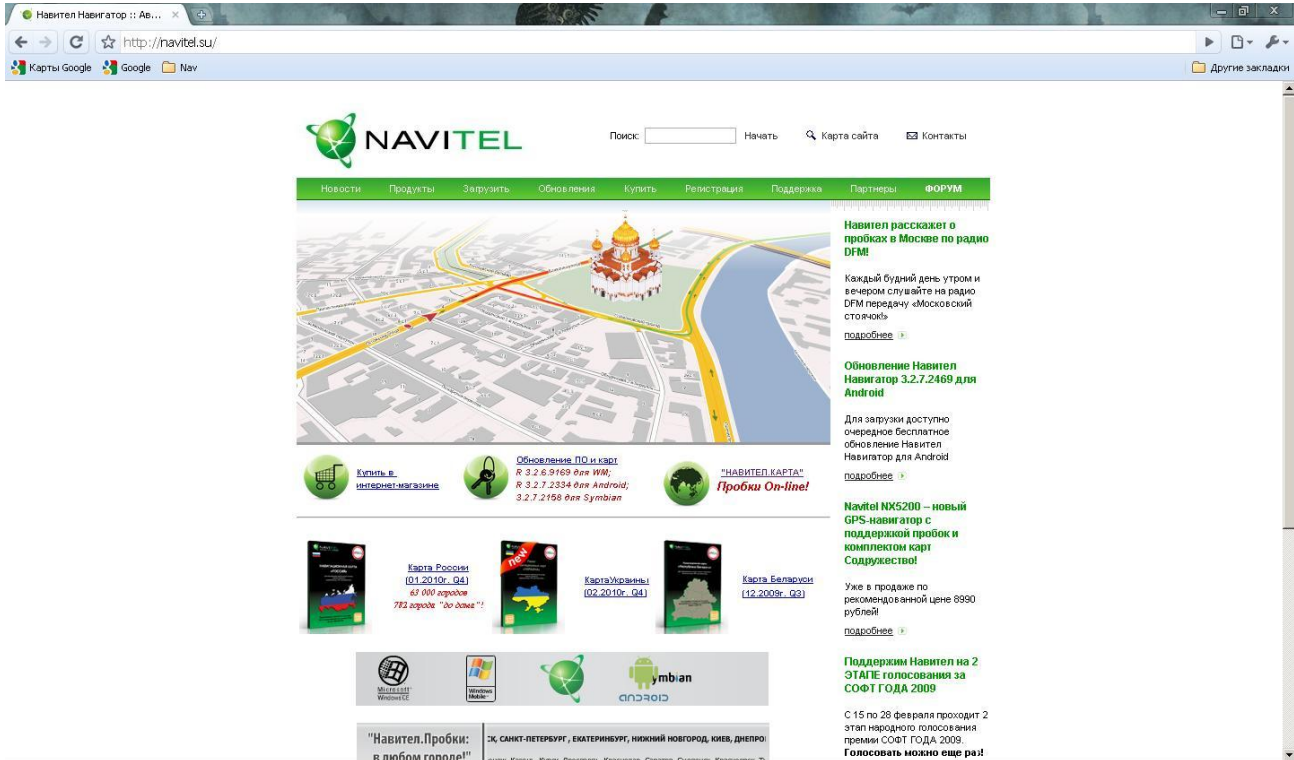 Навител Навигатор :: Ав...
http://navitel.su/
Карты Google
Google
Nav
Другие закладки
NAVITEL
Поиск:
Начать
Карта сайта
Контакты
Новости
Продукты
Загрузить
Обновления
Купить
Регистрация
Поддержка
Партнеры
ФОРУМ
Купить в
интернет-магазине
Обновление ПО и карт
R 3.2.6.9169 для WM;
R 3.2.7.2334 для Android;
3.2.7.2158 для Symbian
"НАВИТЕЛ.КАРТА"
Пробки On-line!
Карта России
(01.2010г. Q4)
63 000 городов
782 города "до дома"!
new
КартаУкраины
(02.2010г. Q4)
Карта Беларуси
(12.2009г. Q3)
Microsoft
Windows CE
Windows
Mobile
ymbian
ANDROID
"Навител.Пробки:
в любом городе!"
СК, САНКТ-ПЕТЕРБУРГ, ЕКАТЕРИНБУРГ, НИЖНИЙ НОВГОРОД, КИЕВ, ДНЕПРО
Навител расскажет о
пробках в Москве по радио
DFM!
Каждый будний день утром и
вечером слушайте на радио
DFM передачу «Московский
стоячок!»
подробнее
Обновление Навител
Навигатор 3.2.7.2469 для
Android
Для загрузки доступно
очередное бесплатное
обновление Навител
Навигатор для Android
подробнее
Navitel NX5200 – новый
GPS-навигатор с
поддержкой пробок и
комплектом карт
Содружество!
Уже в продаже по
рекомендованной цене 8990
рублей!
подробнее
Поддержим Навител на 2
ЭТАПЕ голосования за
СОФТ ГОДА 2009
С 15 по 28 февраля проходит 2
этап народного голосования
премии СОФТ ГОДА 2009.
Голосовать можно еще раз!